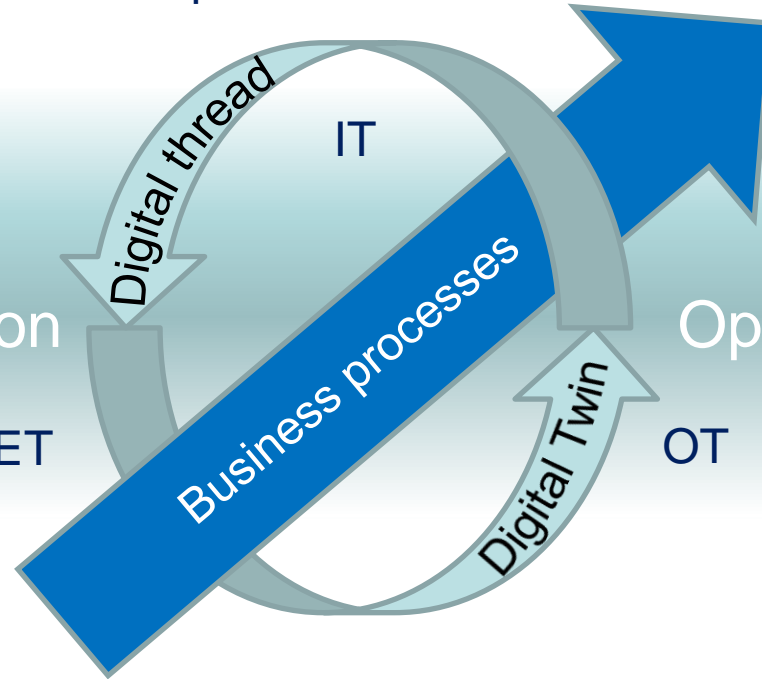 Digital thread
IT
Business processes
on
Op
ET
OT
Digital Twin